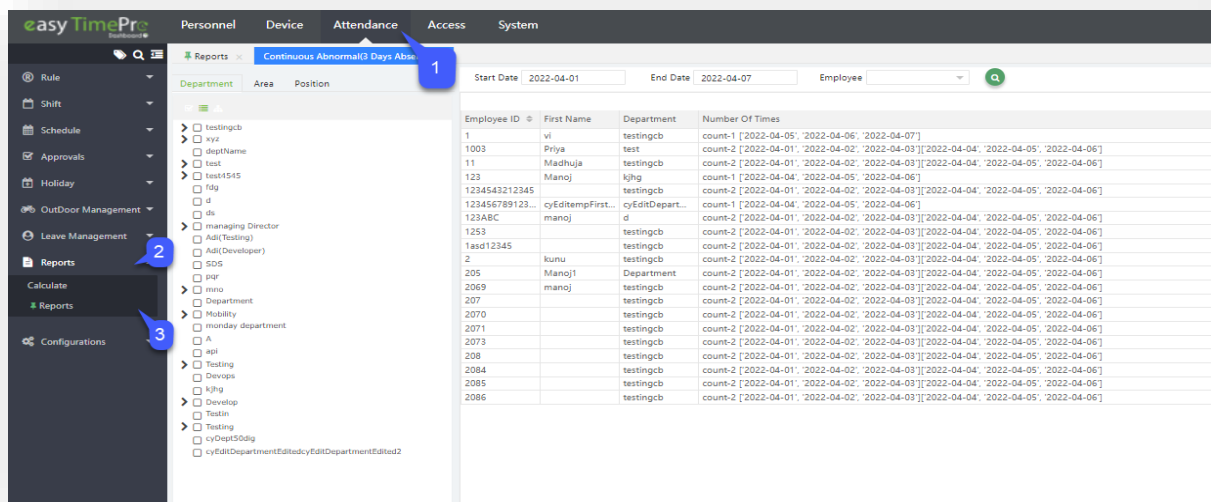 easy TimePro
Dashboard
Personnel Device Attendance Access System
1
Reports × Continuous Abnormal(3 Days Abse
Rule
Shift
Schedule
Approvals
Holiday
OutDoor Management
Leave Management
2
Reports
Calculate
Reports
3
Configurations
Department Area Position
testingcb
xyz
deptName
test
test4545
fdg
d
ds
managing Director
Adi(Testing)
Adi(Developer)
SDS
pqr
mno
Department
Mobility
monday department
A
api
Testing
Devops
kjhg
Develop
Testin
Testing
cyDept50dig
cyEditDepartmentEditedcyEditDepartmentEdited2
Start Date 2022-04-01 End Date 2022-04-07 Employee
Employee ID First Name Department Number Of Times
1 vi testingcb count-1 ['2022-04-05', '2022-04-06', '2022-04-07']
1003 Priya test count-2 ['2022-04-01', '2022-04-02', '2022-04-03']['2022-04-04', '2022-04-05', '2022-04-06']
11 Madhuja testingcb count-2 ['2022-04-01', '2022-04-02', '2022-04-03']['2022-04-04', '2022-04-05', '2022-04-06']
123 Manoj kjhg count-1 ['2022-04-04', '2022-04-05', '2022-04-06']
1234543212345 testingcb count-2 ['2022-04-01', '2022-04-02', '2022-04-03']['2022-04-04', '2022-04-05', '2022-04-06']
123456789123... cyEditempFirst... cyEditDepart... count-1 ['2022-04-04', '2022-04-05', '2022-04-06']
123ABC manoj d count-2 ['2022-04-01', '2022-04-02', '2022-04-03']['2022-04-04', '2022-04-05', '2022-04-06']
1253 testingcb count-2 ['2022-04-01', '2022-04-02', '2022-04-03']['2022-04-04', '2022-04-05', '2022-04-06']
1asd12345 testingcb count-2 ['2022-04-01', '2022-04-02', '2022-04-03']['2022-04-04', '2022-04-05', '2022-04-06']
2 kunu testingcb count-2 ['2022-04-01', '2022-04-02', '2022-04-03']['2022-04-04', '2022-04-05', '2022-04-06']
205 Manoj1 Department count-2 ['2022-04-01', '2022-04-02', '2022-04-03']['2022-04-04', '2022-04-05', '2022-04-06']
2069 manoj testingcb count-2 ['2022-04-01', '2022-04-02', '2022-04-03']['2022-04-04', '2022-04-05', '2022-04-06']
207 testingcb count-2 ['2022-04-01', '2022-04-02', '2022-04-03']['2022-04-04', '2022-04-05', '2022-04-06']
2070 testingcb count-2 ['2022-04-01', '2022-04-02', '2022-04-03']['2022-04-04', '2022-04-05', '2022-04-06']
2071 testingcb count-2 ['2022-04-01', '2022-04-02', '2022-04-03']['2022-04-04', '2022-04-05', '2022-04-06']
2073 testingcb count-2 ['2022-04-01', '2022-04-02', '2022-04-03']['2022-04-04', '2022-04-05', '2022-04-06']
208 testingcb count-2 ['2022-04-01', '2022-04-02', '2022-04-03']['2022-04-04', '2022-04-05', '2022-04-06']
2084 testingcb count-2 ['2022-04-01', '2022-04-02', '2022-04-03']['2022-04-04', '2022-04-05', '2022-04-06']
2085 testingcb count-2 ['2022-04-01', '2022-04-02', '2022-04-03']['2022-04-04', '2022-04-05', '2022-04-06']
2086 testingcb count-2 ['2022-04-01', '2022-04-02', '2022-04-03']['2022-04-04', '2022-04-05', '2022-04-06']